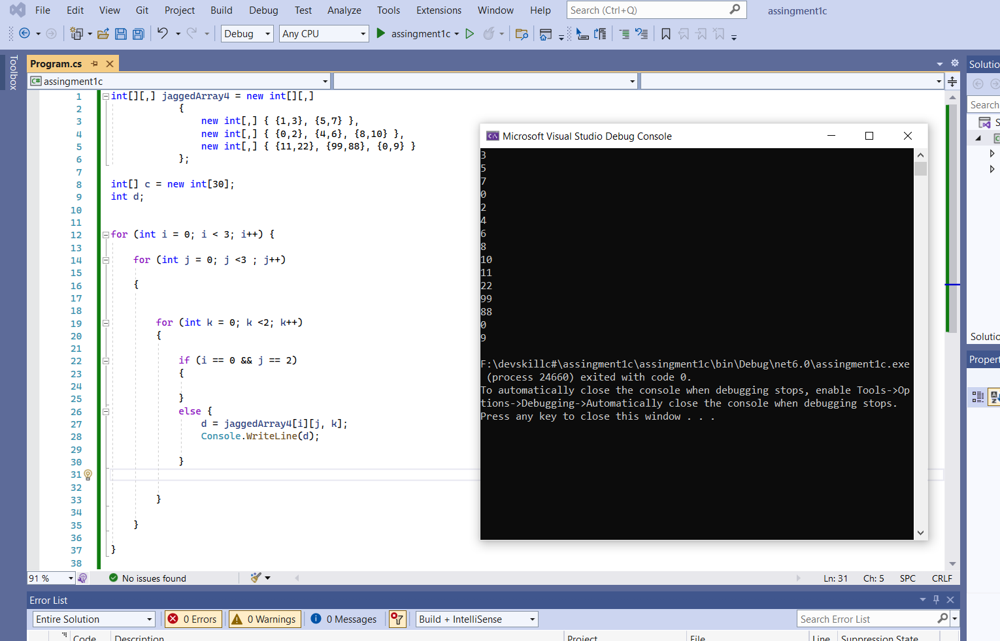 File Edit View Git Project Build Debug Test Analyze Tools Extensions Window Help Search (Ctrl+Q) assingment1c
Debug Any CPU assingment1c
Toolbox
Program.cs
Solutio
assingment1c
Search
1 int[][,] jaggedArray4 = new int[][,]
2 {
3 new int[,] { {1,3}, {5,7} },
4 new int[,] { {0,2}, {4,6}, {8,10} },
5 new int[,] { {11,22}, {99,88}, {0,9} }
6 };
7
8 int[] c = new int[30];
9 int d;
10
11
12 for (int i = 0; i < 3; i++) {
13
14 for (int j = 0; j <3 ; j++)
15
16 {
17
18
19 for (int k = 0; k <2; k++)
20 {
21
22 if (i == 0 && j == 2)
23 {
24
25 }
26 else {
27 d = jaggedArray4[i][j, k];
28 Console.WriteLine(d);
29
30 }
31
32
33 }
34
35 }
36
37 }
38
Microsoft Visual Studio Debug Console
3
5
7
0
2
4
6
8
10
11
22
99
88
0
9
F:\devskillc#\assingment1c\assingment1c\bin\Debug\net6.0\assingment1c.exe
(process 24660) exited with code 0.
To automatically close the console when debugging stops, enable Tools->Op
tions->Debugging->Automatically close the console when debugging stops.
Press any key to close this window . . .
S
Solutio
Propert
91 % No issues found Ln: 31 Ch: 5 SPC CRLF
Error List
Entire Solution 0 Errors 0 Warnings 0 Messages Build + IntelliSense Search Error List
Code Description Project File Line Suppression State